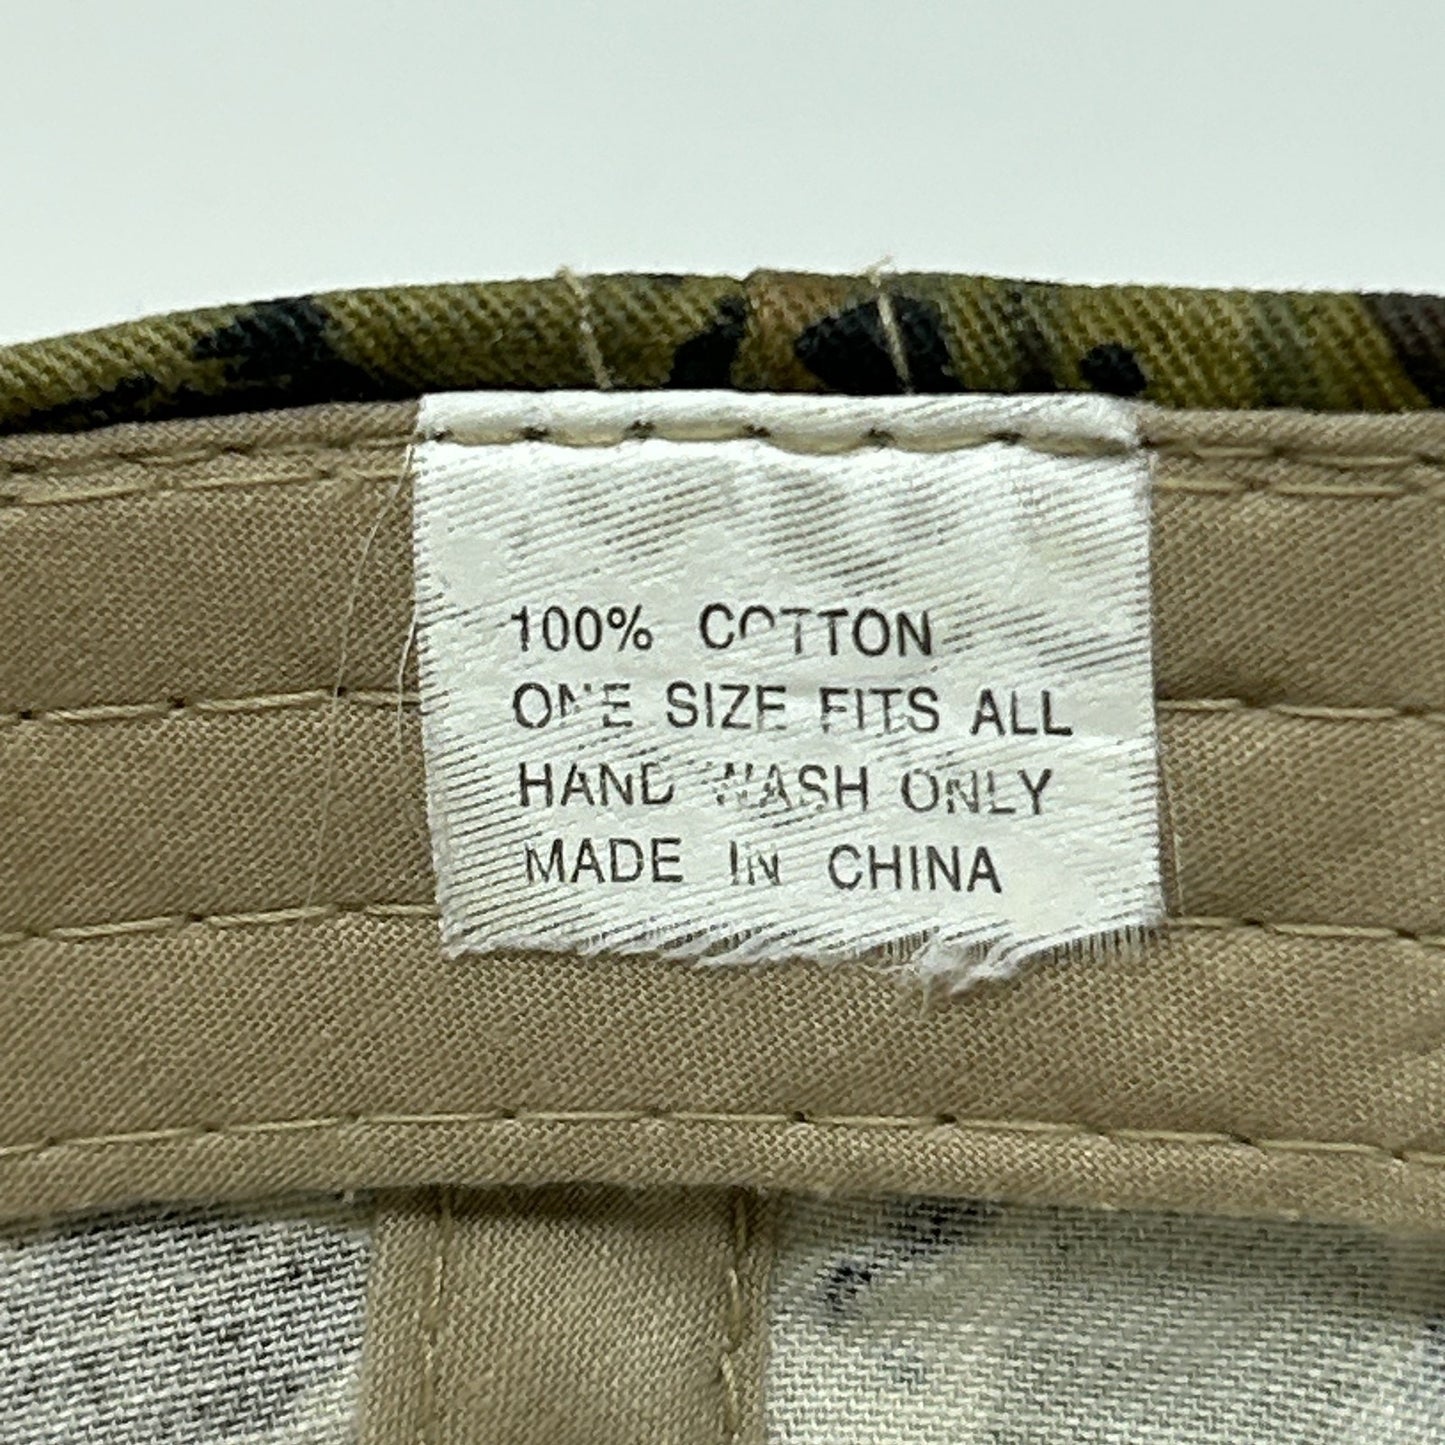 100% COTTON
ONE SIZE FITS ALL
HAND WASH ONLY
MADE IN CHINA